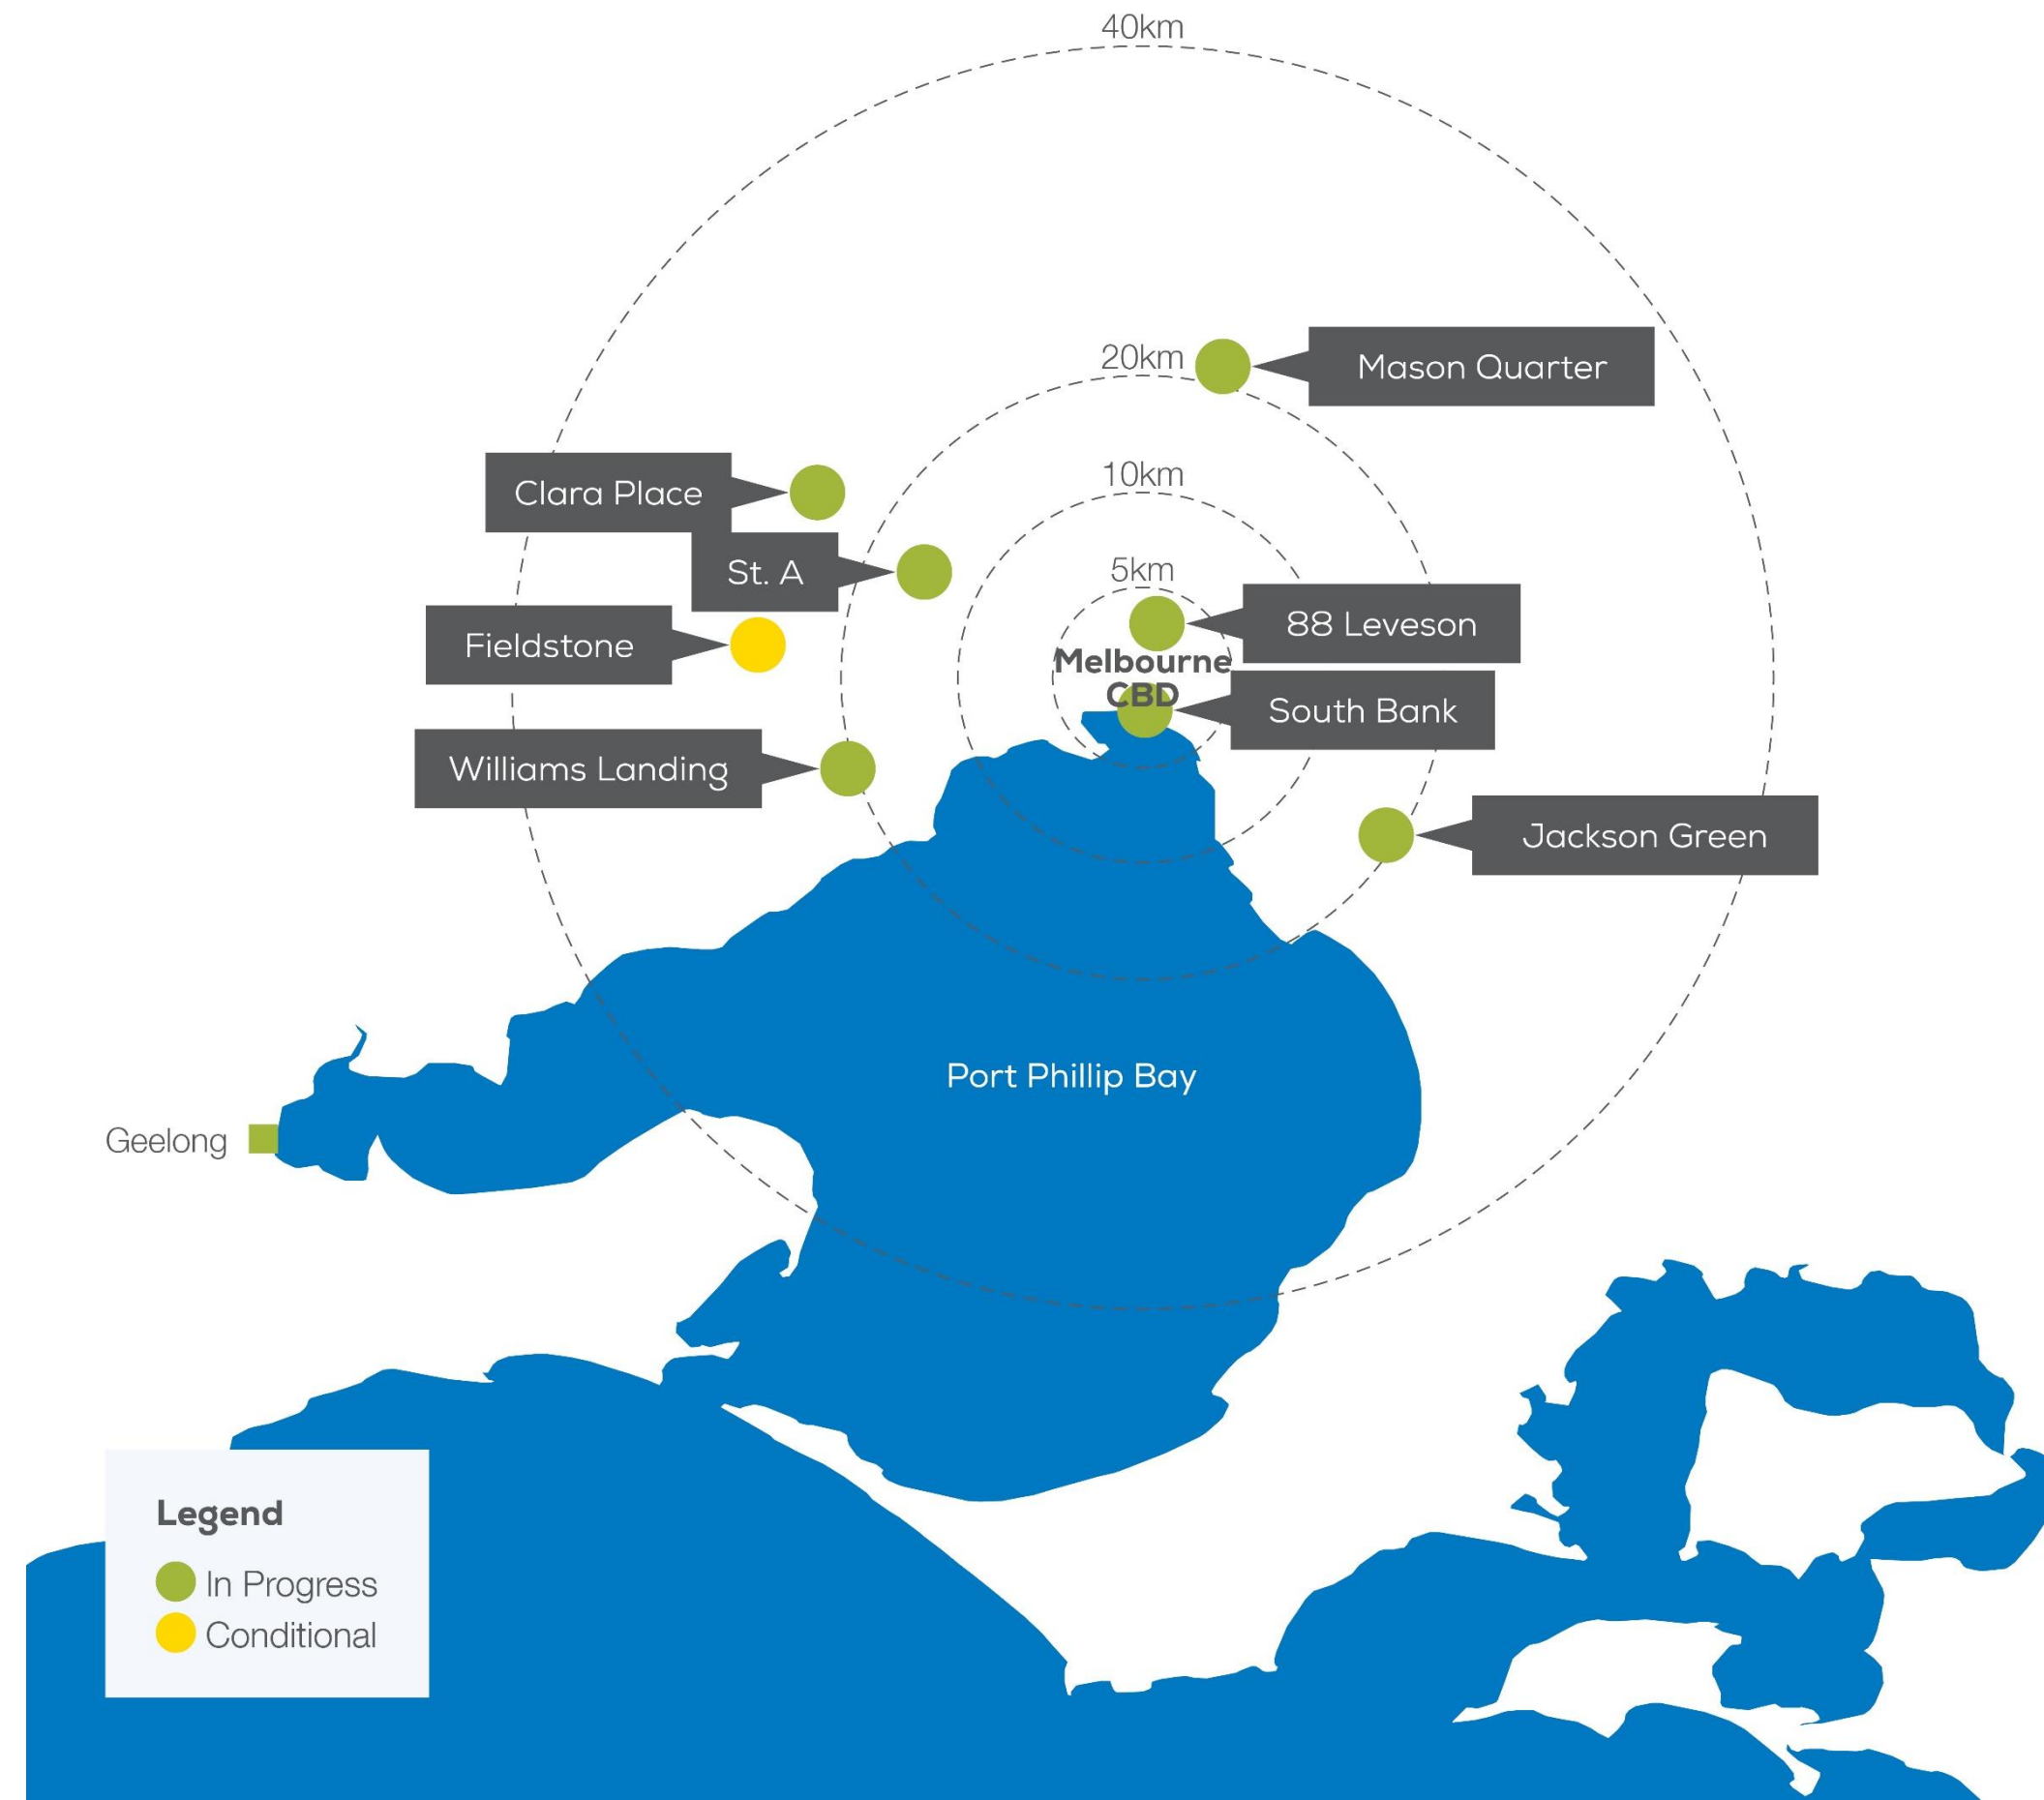 40km
20km
Mason Quarter
10km
Clara Place
5km
St. A
88 Leveson
Fieldstone
Melbourne
CBD
South Bank
Williams Landing
Jackson Green
Port Phillip Bay
Geelong
Legend
In Progress
Conditional